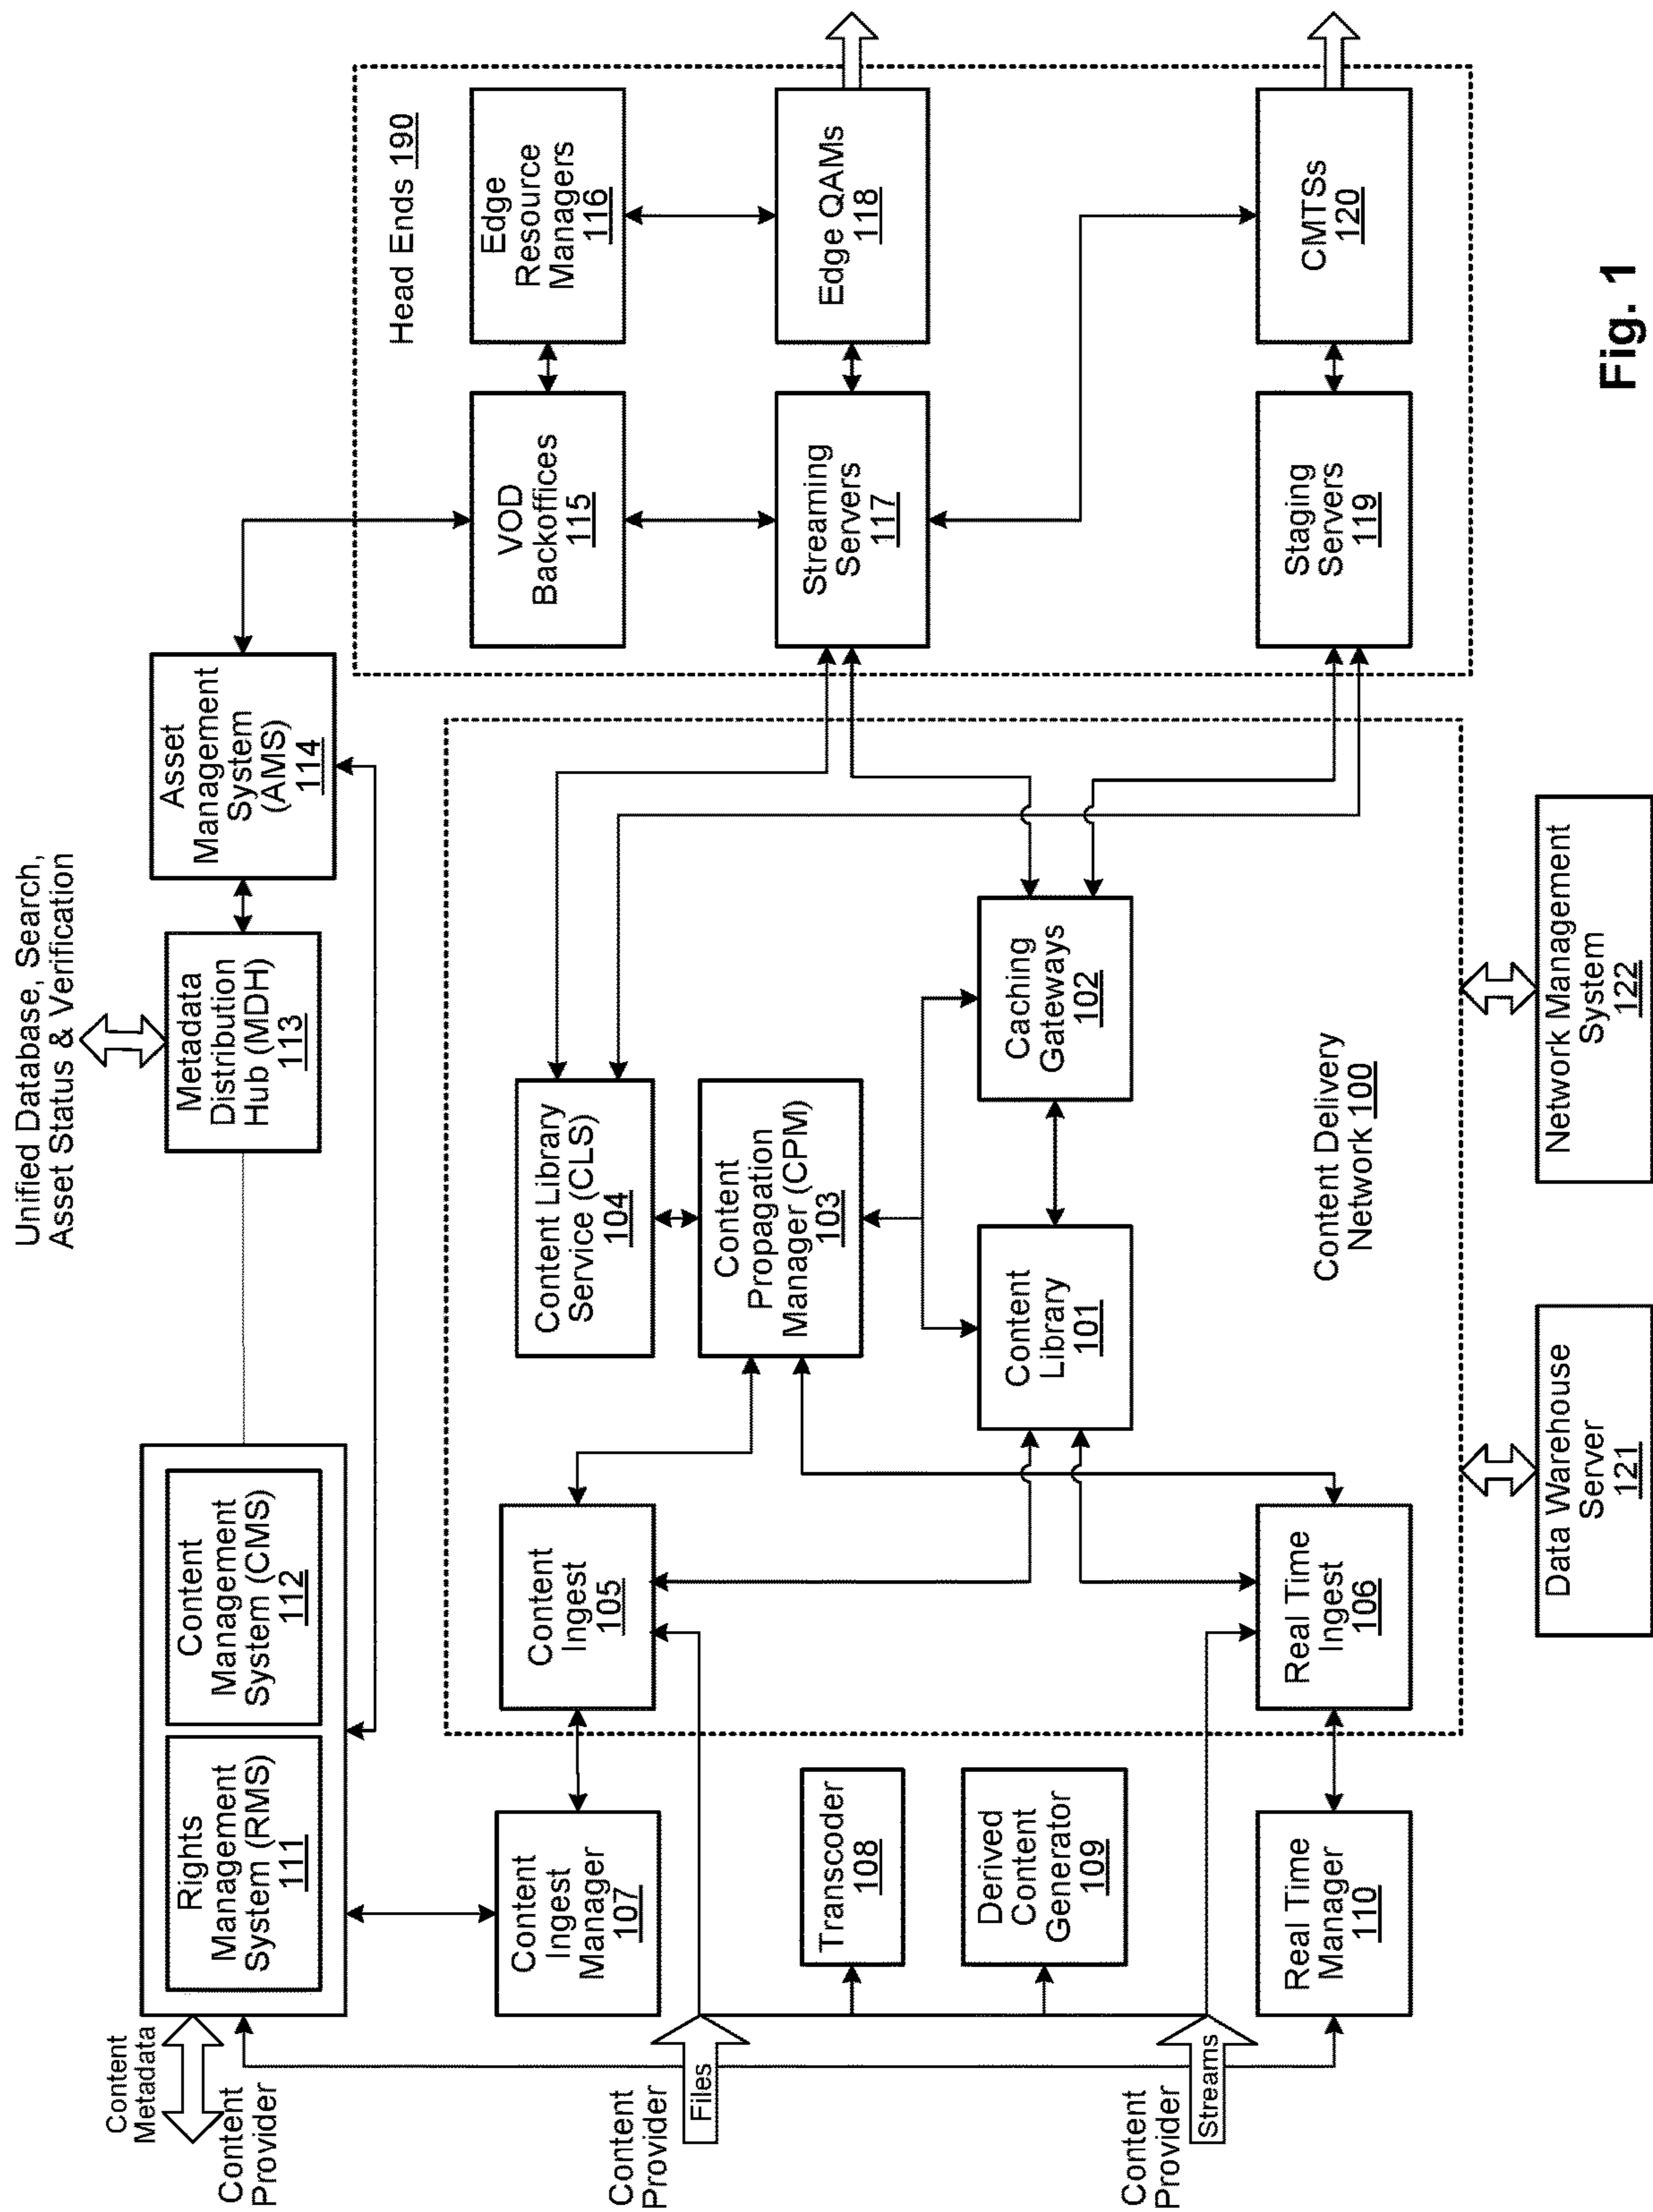 Content
Metadata
Content
Provider
Rights
Management
System (RMS)
111
Content
Management
System (CMS)
112
Unified Database, Search,
Asset Status & Verification
Metadata
Distribution
Hub (MDH)
113
Asset
Management
System
(AMS)
114
Head Ends 190
VOD
Backoffices
115
Edge
Resource
Managers
116
Streaming
Servers
117
Edge QAMs
118
Staging
Servers
119
CMTSs
120
Content
Ingest
Manager
107
Content
Ingest
105
Content Library
Service (CLS)
104
Content
Propagation
Manager (CPM)
103
Content
Library
101
Caching
Gateways
102
Content
Provider
Files
Transcoder
108
Derived
Content
Generator
109
Content
Provider
Streams
Real Time
Manager
110
Real Time
Ingest
106
Content Delivery
Network 100
Data Warehouse
Server
121
Network Management
System
122
Fig. 1